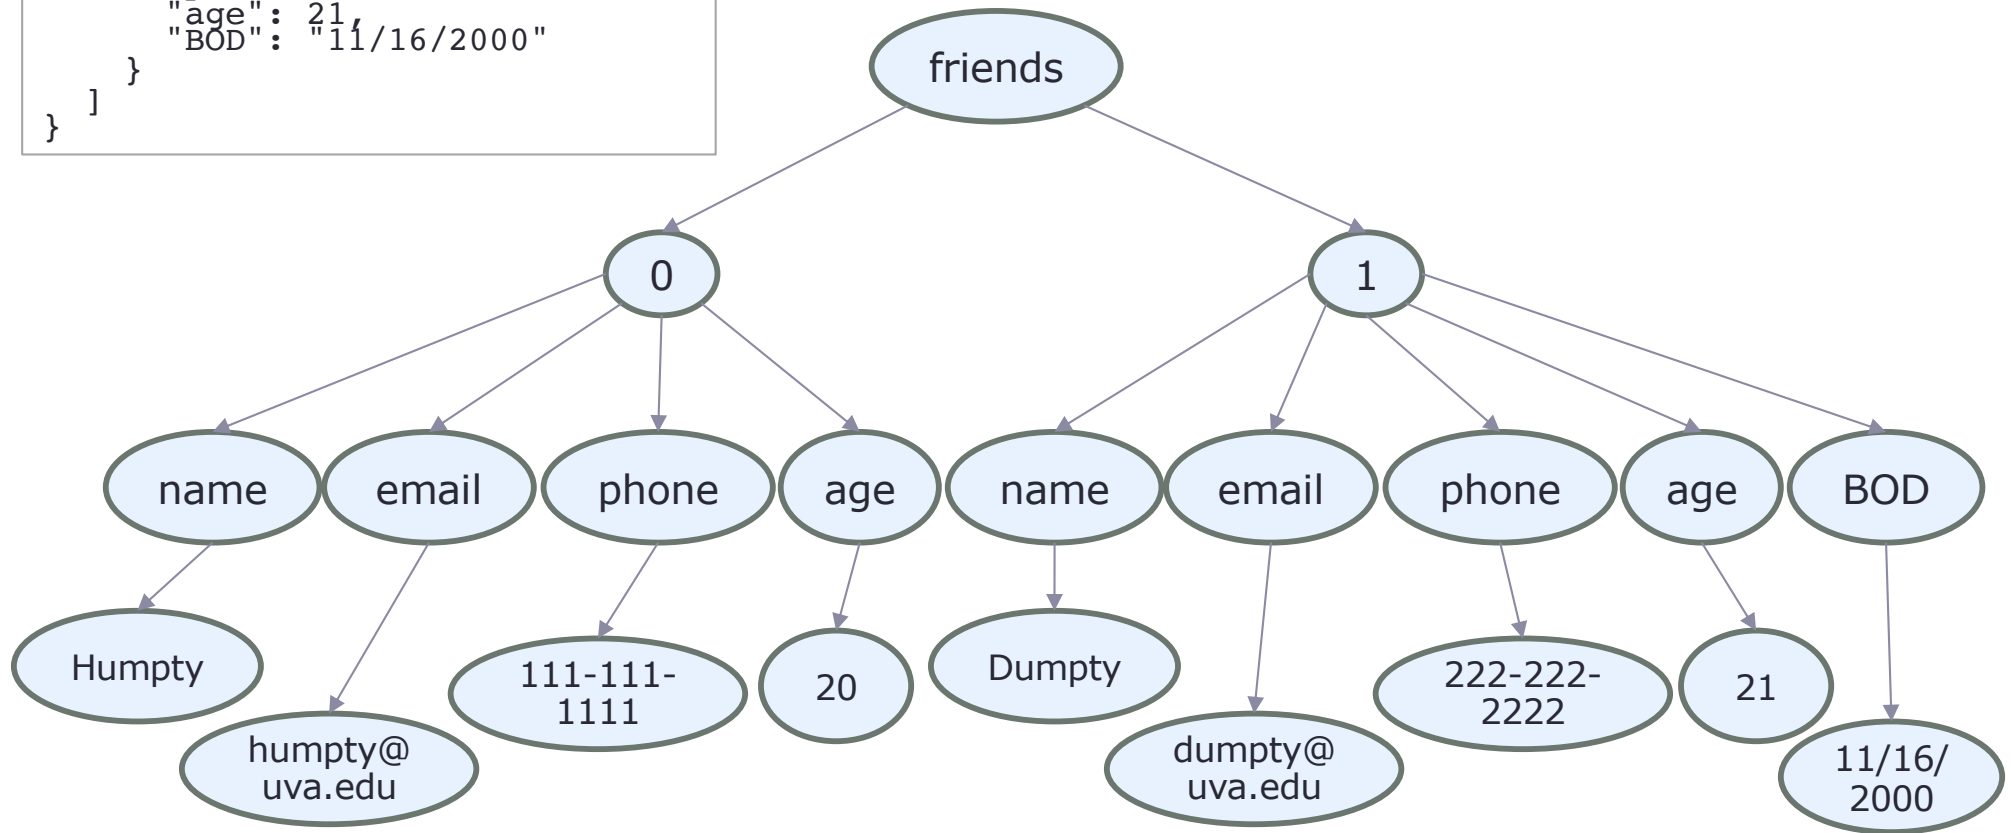 "age": 21,
"BOD": "11/16/2000"
}
]
}
friends
0
1
name
email
phone
age
name
email
phone
age
BOD
Humpty
humpty@
uva.edu
111-111-
1111
20
Dumpty
dumpty@
uva.edu
222-222-
2222
21
11/16/
2000